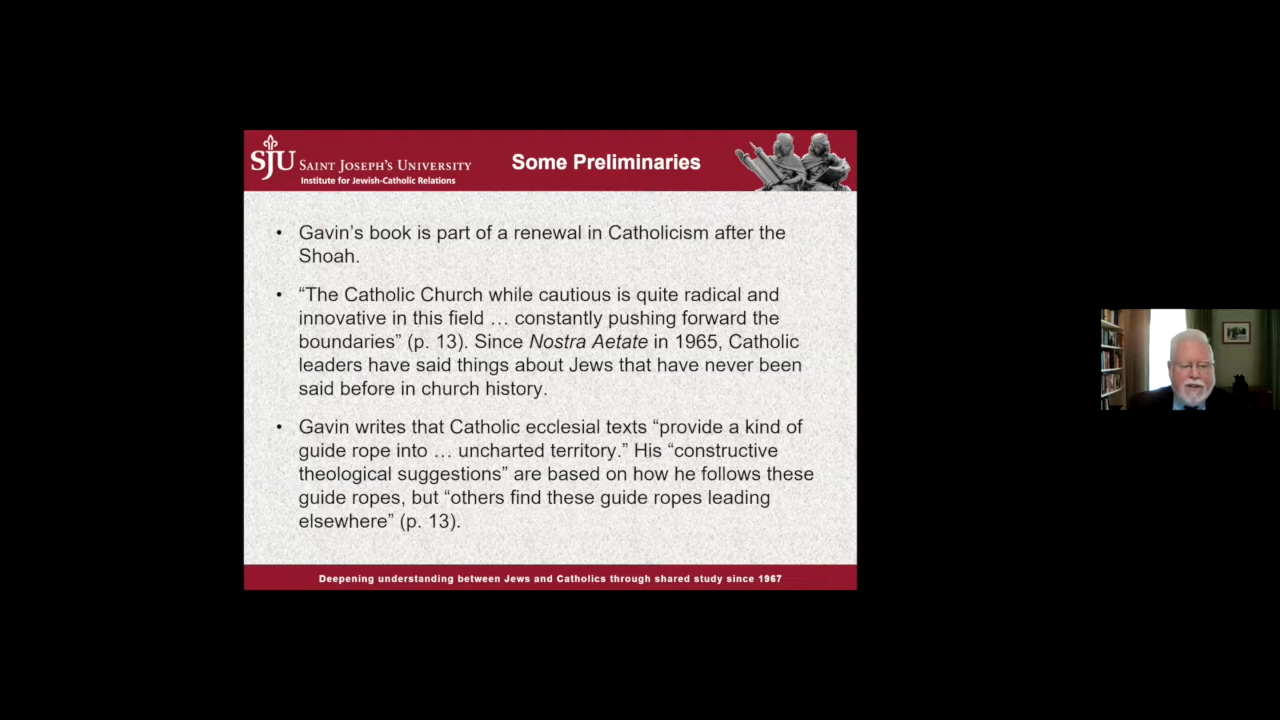 SJU SAINT JOSEPH'S UNIVERSITY
Institute for Jewish-Catholic Relations
Some Preliminaries
• Gavin's book is part of a renewal in Catholicism after the
Shoah.
• “The Catholic Church while cautious is quite radical and
innovative in this field … constantly pushing forward the
boundaries” (p. 13). Since Nostra Aetate in 1965, Catholic
leaders have said things about Jews that have never been
said before in church history.
• Gavin writes that Catholic ecclesial texts “provide a kind of
guide rope into … uncharted territory.” His “constructive
theological suggestions” are based on how he follows these
guide ropes, but “others find these guide ropes leading
elsewhere” (p. 13).
Deepening understanding between Jews and Catholics through shared study since 1967